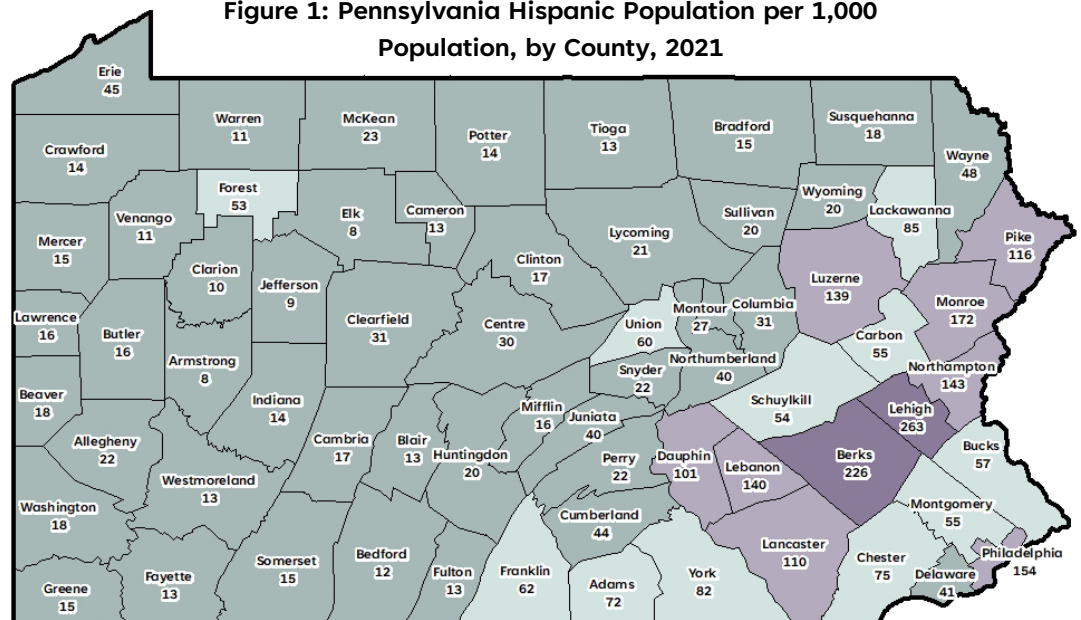 Figure 1: Pennsylvania Hispanic Population per 1,000
Population, by County, 2021
Erie
45
Warren
11
McKean
23
Potter
14
Tioga
13
Bradford
15
Susquehanna
18
Wayne
48
Crawford
14
Forest
53
Venango
11
Elk
8
Cameron
13
Lycoming
21
Sullivan
20
Wyoming
20
Lackawanna
85
Pike
116
Mercer
15
Clarion
10
Jefferson
9
Clinton
17
Luzerne
139
Monroe
172
Lawrence
16
Butler
16
Armstrong
8
Clearfield
31
Centre
30
Union
60
Montour
27
Columbia
31
Carbon
55
Northumberland
40
Snyder
22
Northampton
143
Beaver
18
Indiana
14
Mifflin
16
Juniata
40
Schuylkill
54
Lehigh
263
Allegheny
22
Cambria
17
Blair
13
Huntingdon
20
Perry
22
Dauphin
101
Lebanon
140
Berks
226
Bucks
57
Westmoreland
13
Washington
18
Cumberland
44
Montgomery
55
Greene
15
Fayette
13
Somerset
15
Bedford
12
Fulton
13
Franklin
62
Adams
72
York
82
Lancaster
110
Chester
75
Delaware
41
Philadelphia
154